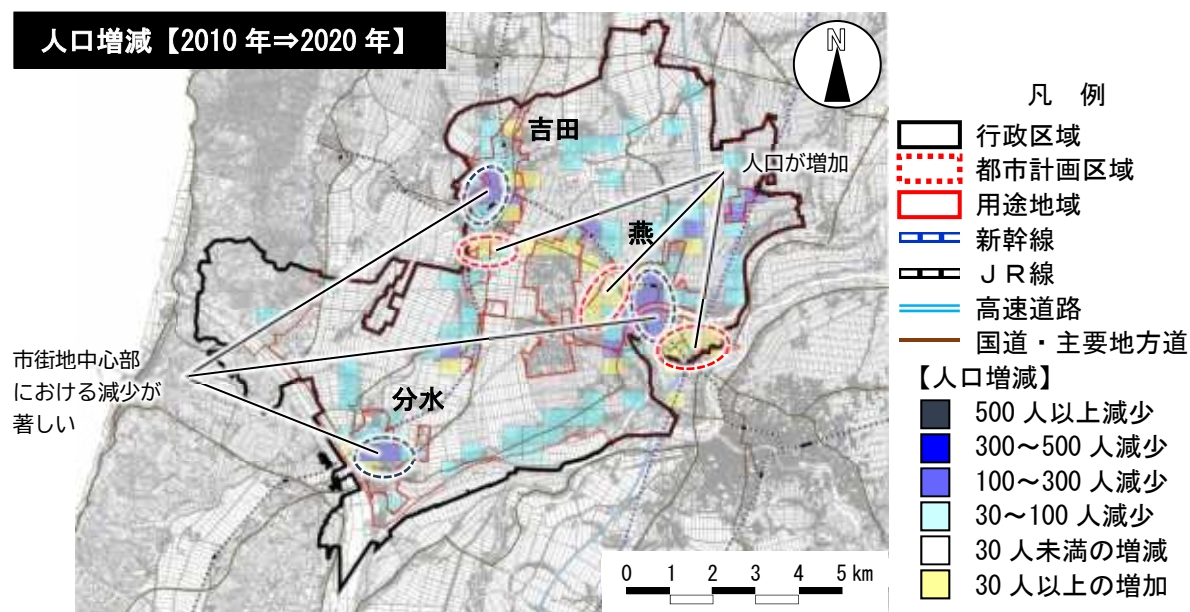 人口増減【2010 年⇒2020 年】
N
吉田
人口が増加
燕
市街地中心部
における減少が
著しい
分水
0 1 2 3 4 5 km
凡 例
行政区域
都市計画区域
用途地域
新幹線
ＪＲ線
高速道路
国道・主要地方道
【人口増減】
500 人以上減少
300～500 人減少
100～300 人減少
30～100 人減少
30 人未満の増減
30 人以上の増加